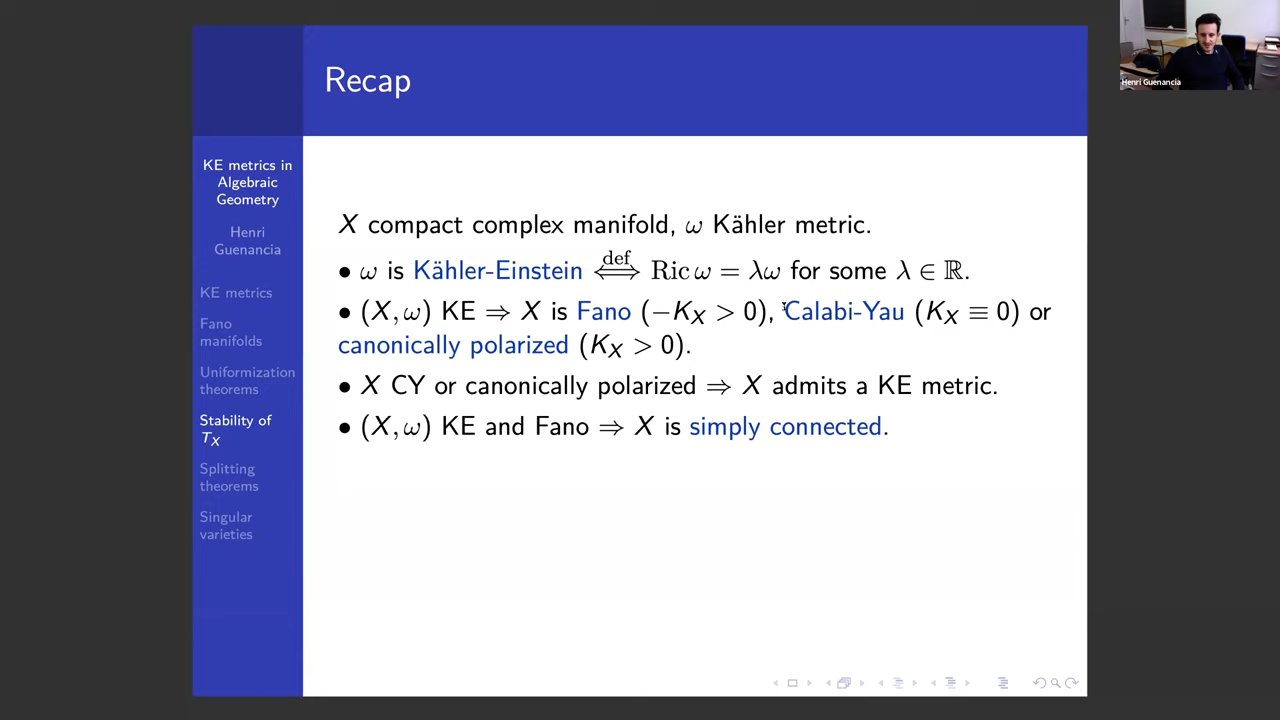 Recap
KE metrics in
Algebraic
Geometry
Henri
Guenancia
KE metrics
Fano
manifolds
Uniformization
theorems
Stability of
T_X
Splitting
theorems
Singular
varieties
X compact complex manifold, ω Kähler metric.
• ω is Kähler-Einstein ⟺^def Ric ω = λω for some λ ∈ ℝ.
• (X, ω) KE ⇒ X is Fano (−K_X > 0), Calabi-Yau (K_X ≡ 0) or
canonically polarized (K_X > 0).
• X CY or canonically polarized ⇒ X admits a KE metric.
• (X, ω) KE and Fano ⇒ X is simply connected.
Henri Guenancia